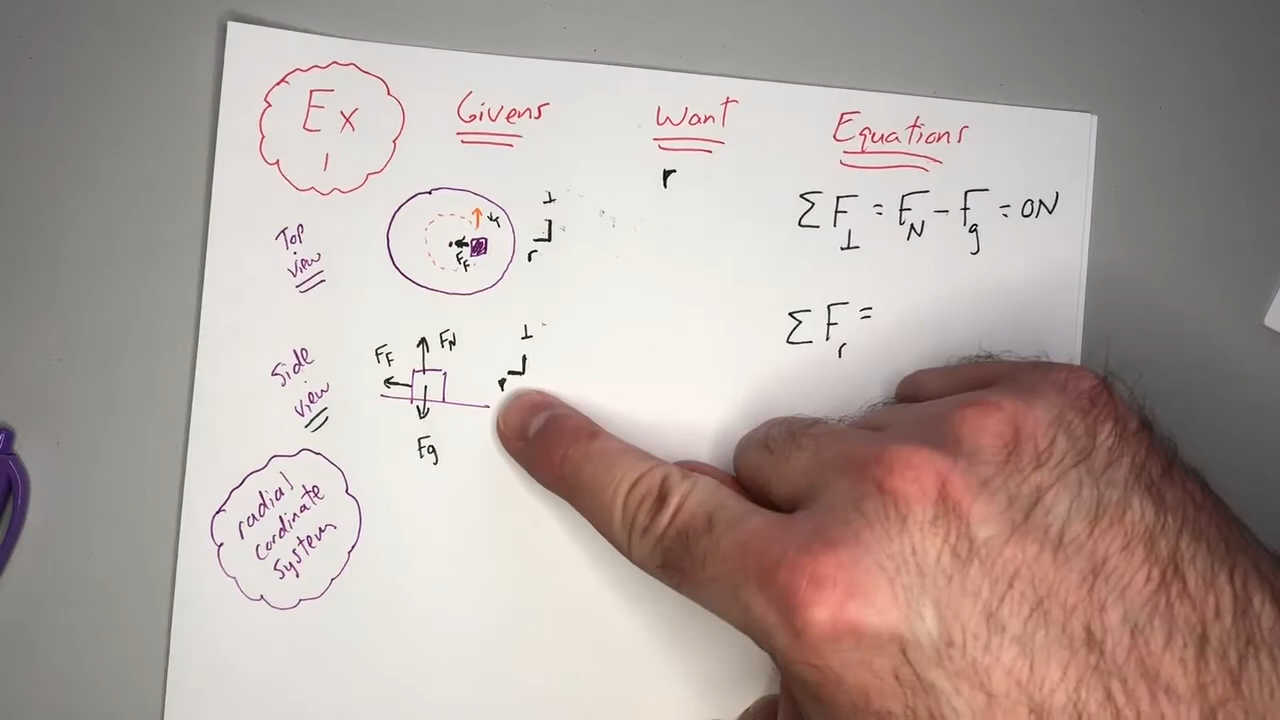 Ex
1
Givens
Want
Equations
r
ΣF⊥ = FN - Fg = 0N
Top
view
⊥
r
FF
ΣFr =
Side
view
FF
FN
⊥
r
Fg
radial
cordinate
system